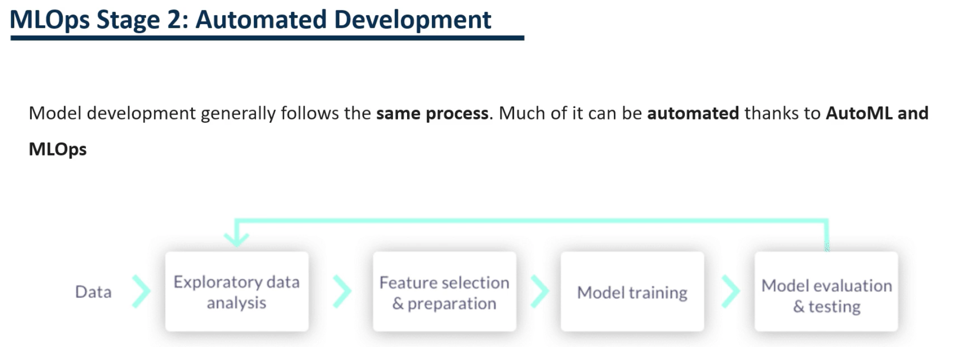 MLOps Stage 2: Automated Development
Model development generally follows the same process. Much of it can be automated thanks to AutoML and
MLOps
Data
Exploratory data
analysis
Feature selection
& preparation
Model training
Model evaluation
& testing